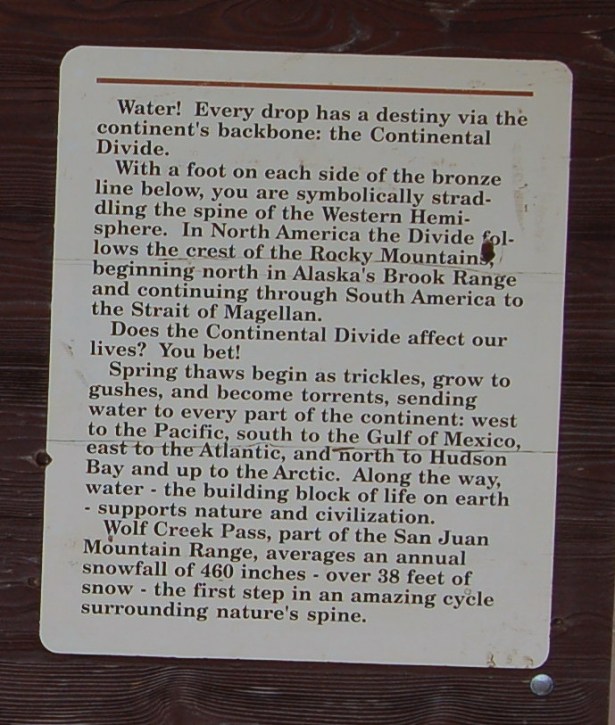 Water! Every drop has a destiny via the
continent's backbone: the Continental
Divide.
With a foot on each side of the bronze
line below, you are symbolically strad-
dling the spine of the Western Hemi-
sphere. In North America the Divide fol-
lows the crest of the Rocky Mountains,
beginning north in Alaska's Brook Range
and continuing through South America to
the Strait of Magellan.
Does the Continental Divide affect our
lives? You bet!
Spring thaws begin as trickles, grow to
gushes, and become torrents, sending
water to every part of the continent: west
to the Pacific, south to the Gulf of Mexico,
east to the Atlantic, and north to Hudson
Bay and up to the Arctic. Along the way,
water - the building block of life on earth
- supports nature and civilization.
Wolf Creek Pass, part of the San Juan
Mountain Range, averages an annual
snowfall of 460 inches - over 38 feet of
snow - the first step in an amazing cycle
surrounding nature's spine.